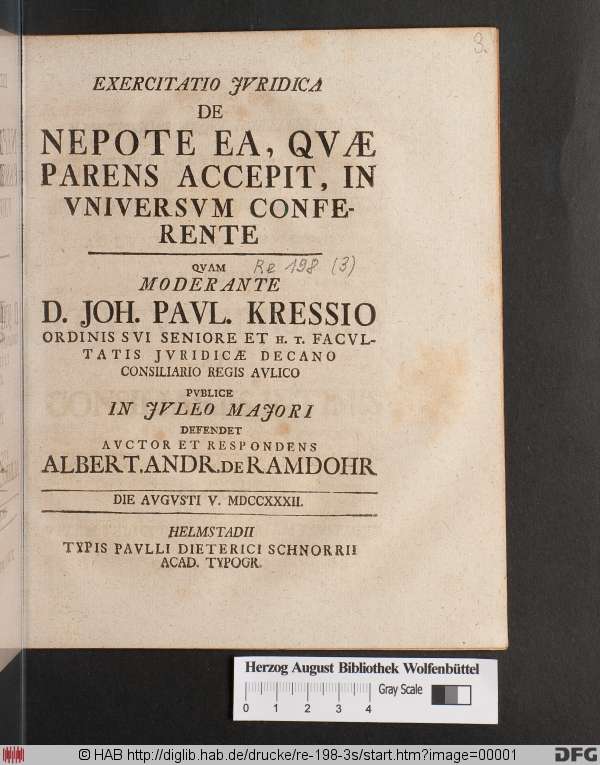 3.
EXERCITATIO JVRIDICA
DE
NEPOTE EA, QVÆ
PARENS ACCEPIT, IN
VNIVERSVM CONFE-
RENTE
QVAM
Re 198 (3)
MODERANTE
D. JOH. PAVL. KRESSIO
ORDINIS SVI SENIORE ET H. T. FACVL-
TATIS JVRIDICÆ DECANO
CONSILIARIO REGIS AVLICO
PVBLICE
IN JVLEO MAJORI
DEFENDET
AVCTOR ET RESPONDENS
ALBERT. ANDR. DE RAMDOHR
DIE AVGVSTI V. MDCCXXXII.
HELMSTADII
TYPIS PAVLLI DIETERICI SCHNORRII
ACAD. TYPOGR.
Herzog August Bibliothek Wolfenbüttel
Gray Scale
0 1 2 3 4
© HAB http://diglib.hab.de/drucke/re-198-3s/start.htm?image=00001
DFG